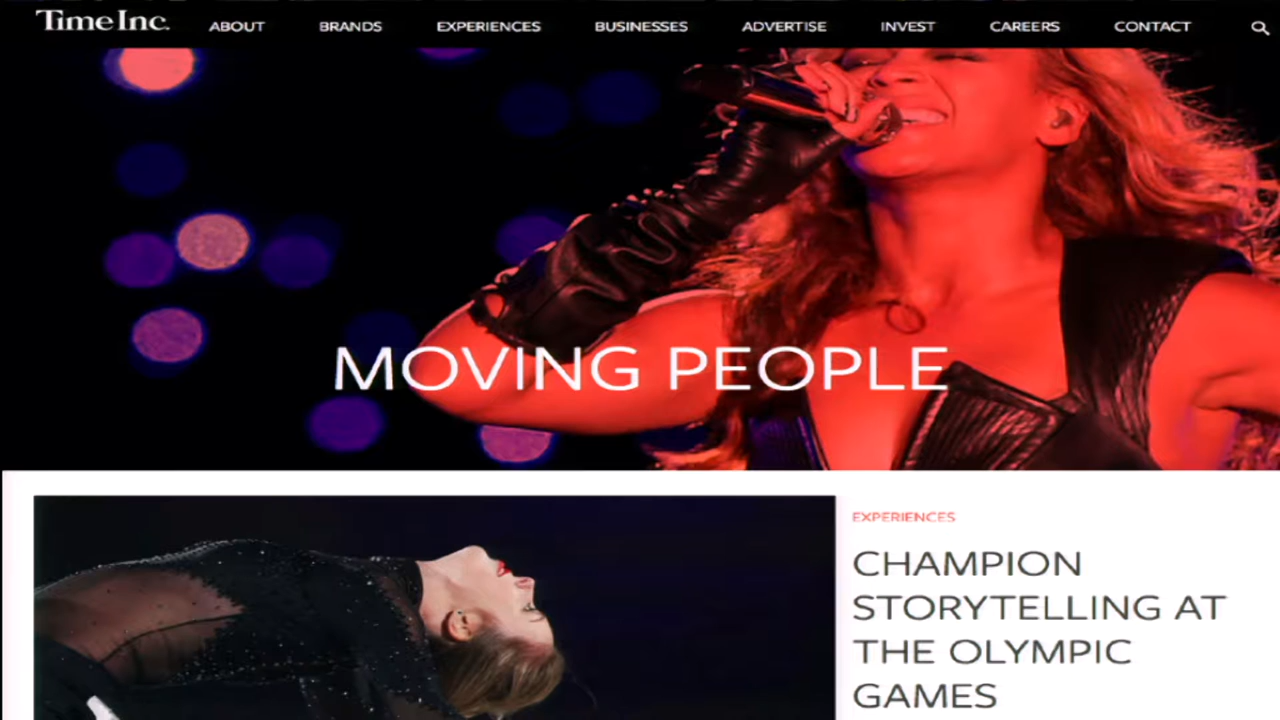 Time Inc.
ABOUT
BRANDS
EXPERIENCES
BUSINESSES
ADVERTISE
INVEST
CAREERS
CONTACT
MOVING PEOPLE
EXPERIENCES
CHAMPION
STORYTELLING AT
THE OLYMPIC
GAMES